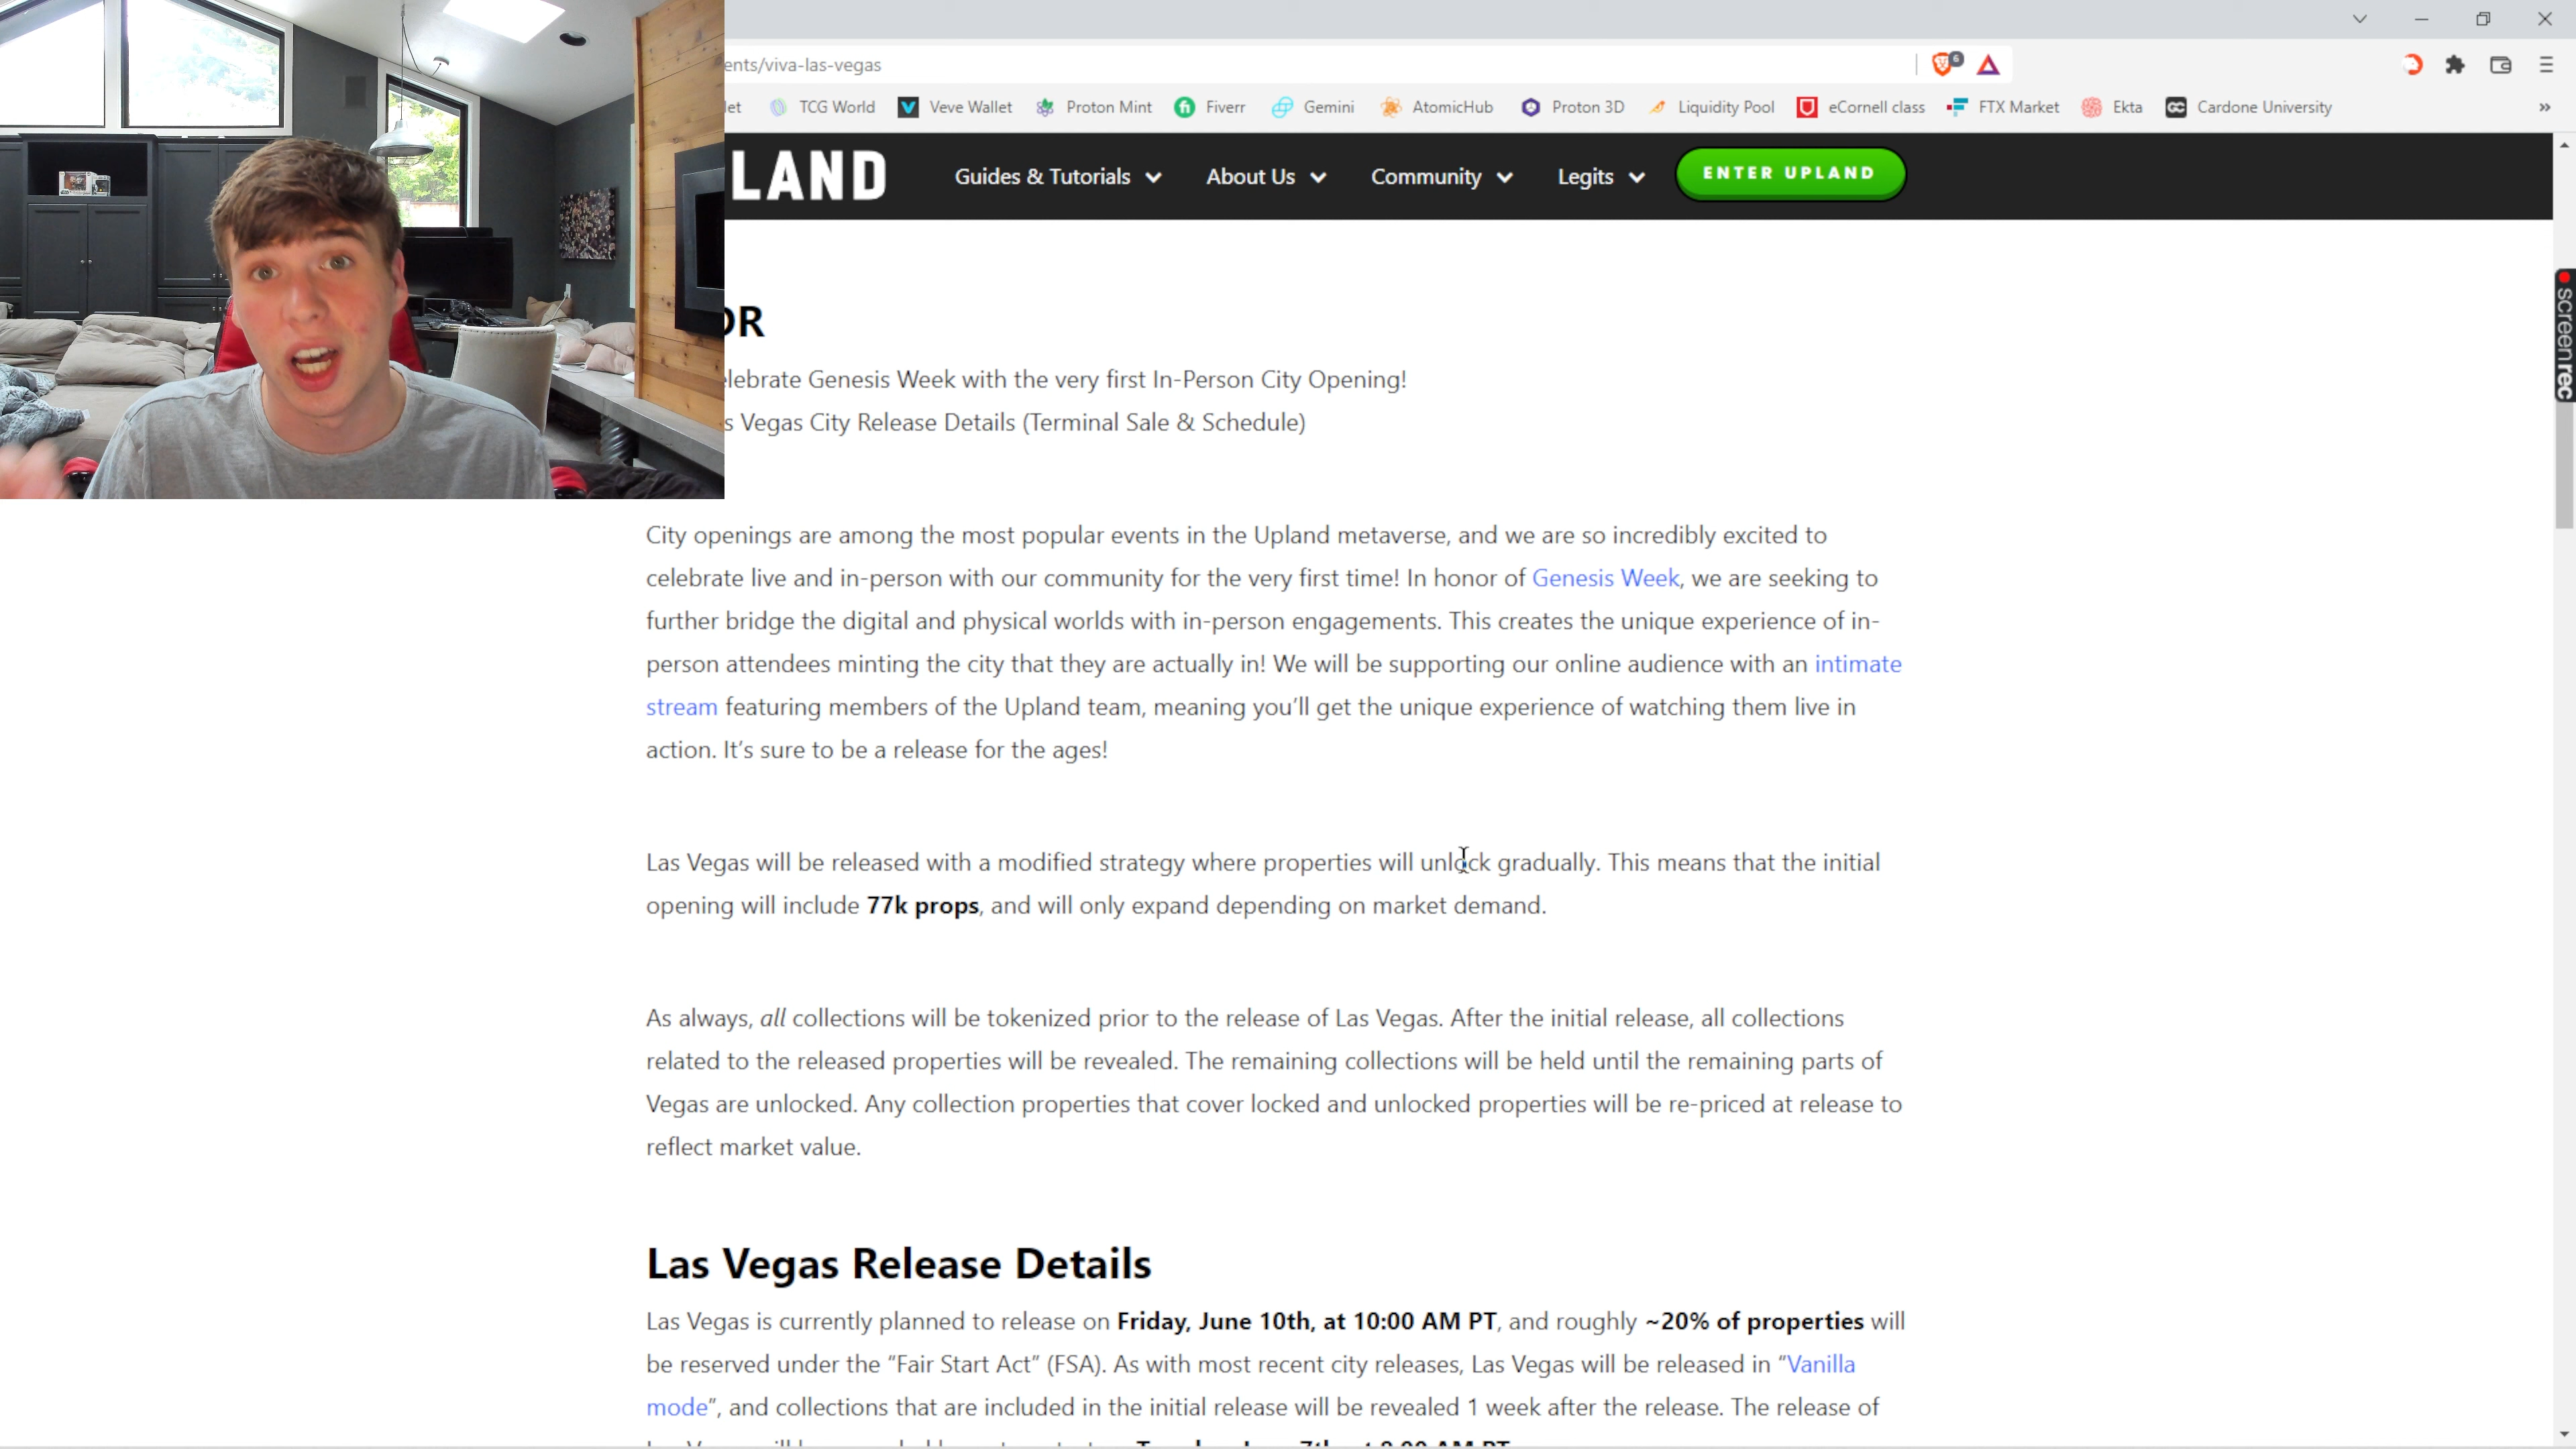 ents/viva-las-vegas
6
let TCG World Veve Wallet Proton Mint Fiverr Gemini AtomicHub Proton 3D Liquidity Pool eCornell class FTX Market Ekta Cardone University »
LAND Guides & Tutorials About Us Community Legits ENTER UPLAND
screenrec
DR
elebrate Genesis Week with the very first In-Person City Opening!
s Vegas City Release Details (Terminal Sale & Schedule)
City openings are among the most popular events in the Upland metaverse, and we are so incredibly excited to
celebrate live and in-person with our community for the very first time! In honor of Genesis Week, we are seeking to
further bridge the digital and physical worlds with in-person engagements. This creates the unique experience of in-
person attendees minting the city that they are actually in! We will be supporting our online audience with an intimate
stream featuring members of the Upland team, meaning you'll get the unique experience of watching them live in
action. It's sure to be a release for the ages!
Las Vegas will be released with a modified strategy where properties will unlock gradually. This means that the initial
opening will include 77k props, and will only expand depending on market demand.
As always, all collections will be tokenized prior to the release of Las Vegas. After the initial release, all collections
related to the released properties will be revealed. The remaining collections will be held until the remaining parts of
Vegas are unlocked. Any collection properties that cover locked and unlocked properties will be re-priced at release to
reflect market value.
Las Vegas Release Details
Las Vegas is currently planned to release on Friday, June 10th, at 10:00 AM PT, and roughly ~20% of properties will
be reserved under the “Fair Start Act” (FSA). As with most recent city releases, Las Vegas will be released in “Vanilla
mode”, and collections that are included in the initial release will be revealed 1 week after the release. The release of